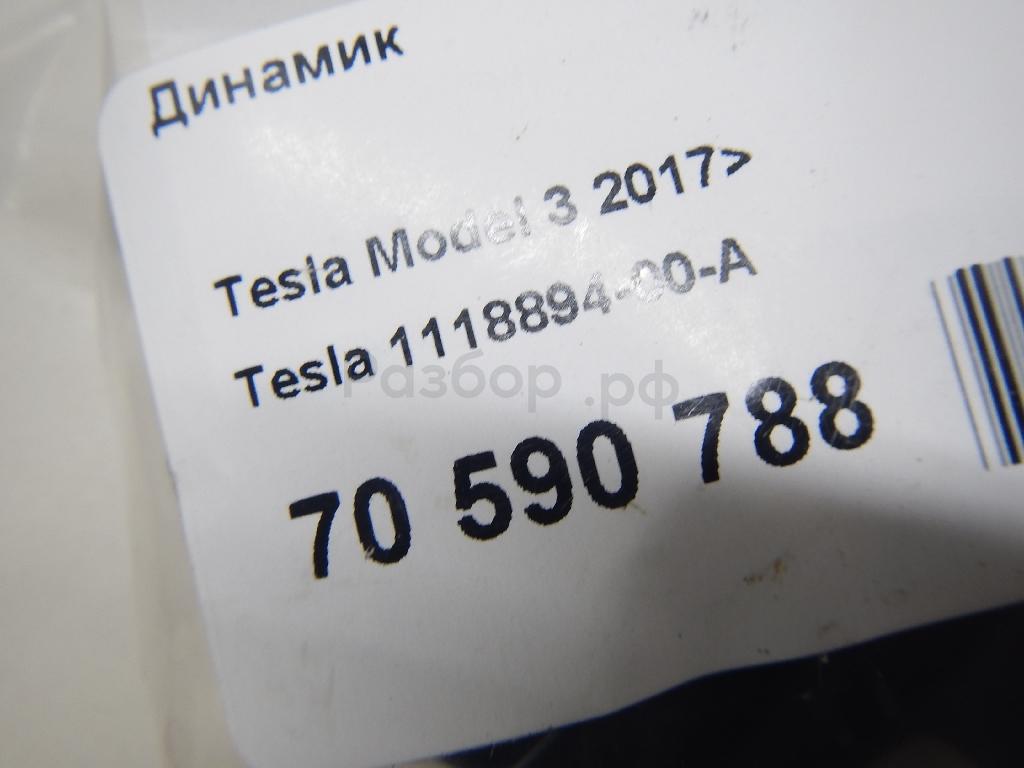 Динамик
Tesla Model 3 2017>
Tesla 1118894-00-A
разбор.рф
70 590 788